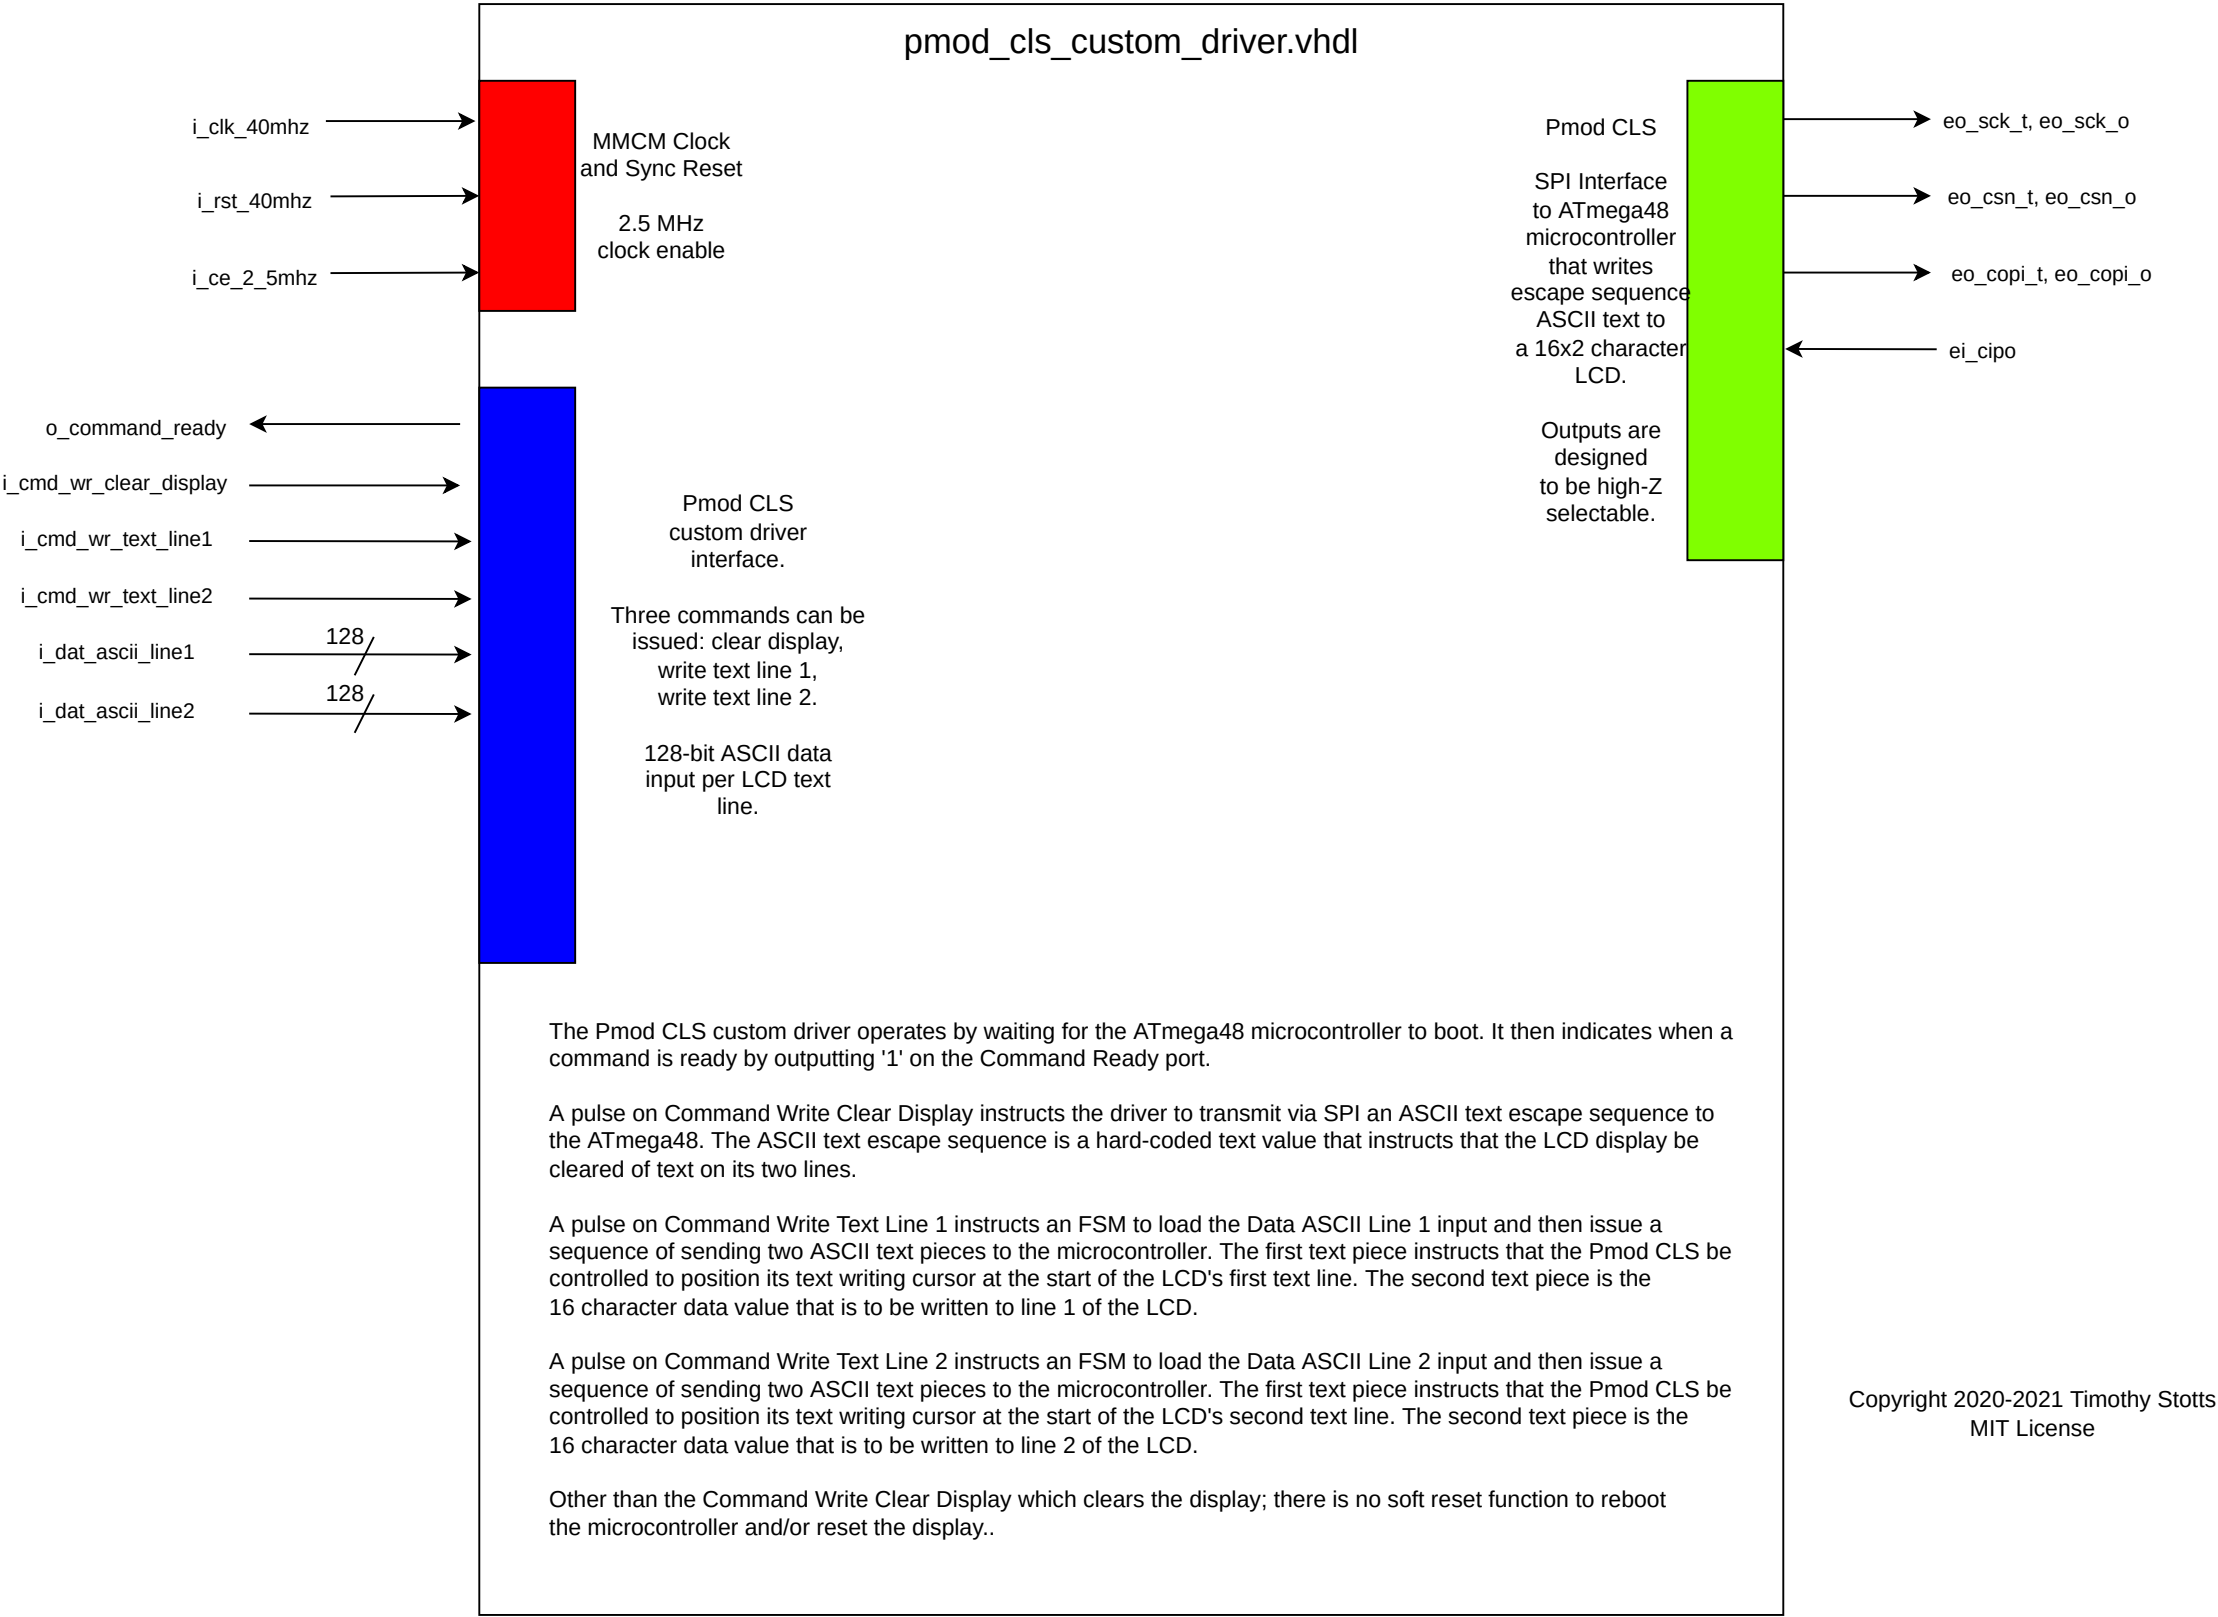 pmod_cls_custom_driver.vhdl
i_clk_40mhz
i_rst_40mhz
i_ce_2_5mhz
MMCM Clock
and Sync Reset
2.5 MHz
clock enable
Pmod CLS
SPI Interface
to ATmega48
microcontroller
that writes
escape sequence
ASCII text to
a 16x2 character
LCD.
Outputs are
designed
to be high-Z
selectable.
eo_sck_t, eo_sck_o
eo_csn_t, eo_csn_o
eo_copi_t, eo_copi_o
ei_cipo
o_command_ready
i_cmd_wr_clear_display
i_cmd_wr_text_line1
i_cmd_wr_text_line2
128
i_dat_ascii_line1
128
i_dat_ascii_line2
Pmod CLS
custom driver
interface.
Three commands can be
issued: clear display,
write text line 1,
write text line 2.
128-bit ASCII data
input per LCD text
line.
The Pmod CLS custom driver operates by waiting for the ATmega48 microcontroller to boot. It then indicates when a
command is ready by outputting '1' on the Command Ready port.
A pulse on Command Write Clear Display instructs the driver to transmit via SPI an ASCII text escape sequence to
the ATmega48. The ASCII text escape sequence is a hard-coded text value that instructs that the LCD display be
cleared of text on its two lines.
A pulse on Command Write Text Line 1 instructs an FSM to load the Data ASCII Line 1 input and then issue a
sequence of sending two ASCII text pieces to the microcontroller. The first text piece instructs that the Pmod CLS be
controlled to position its text writing cursor at the start of the LCD's first text line. The second text piece is the
16 character data value that is to be written to line 1 of the LCD.
A pulse on Command Write Text Line 2 instructs an FSM to load the Data ASCII Line 2 input and then issue a
sequence of sending two ASCII text pieces to the microcontroller. The first text piece instructs that the Pmod CLS be
controlled to position its text writing cursor at the start of the LCD's second text line. The second text piece is the
16 character data value that is to be written to line 2 of the LCD.
Other than the Command Write Clear Display which clears the display; there is no soft reset function to reboot
the microcontroller and/or reset the display..
Copyright 2020-2021 Timothy Stotts
MIT License